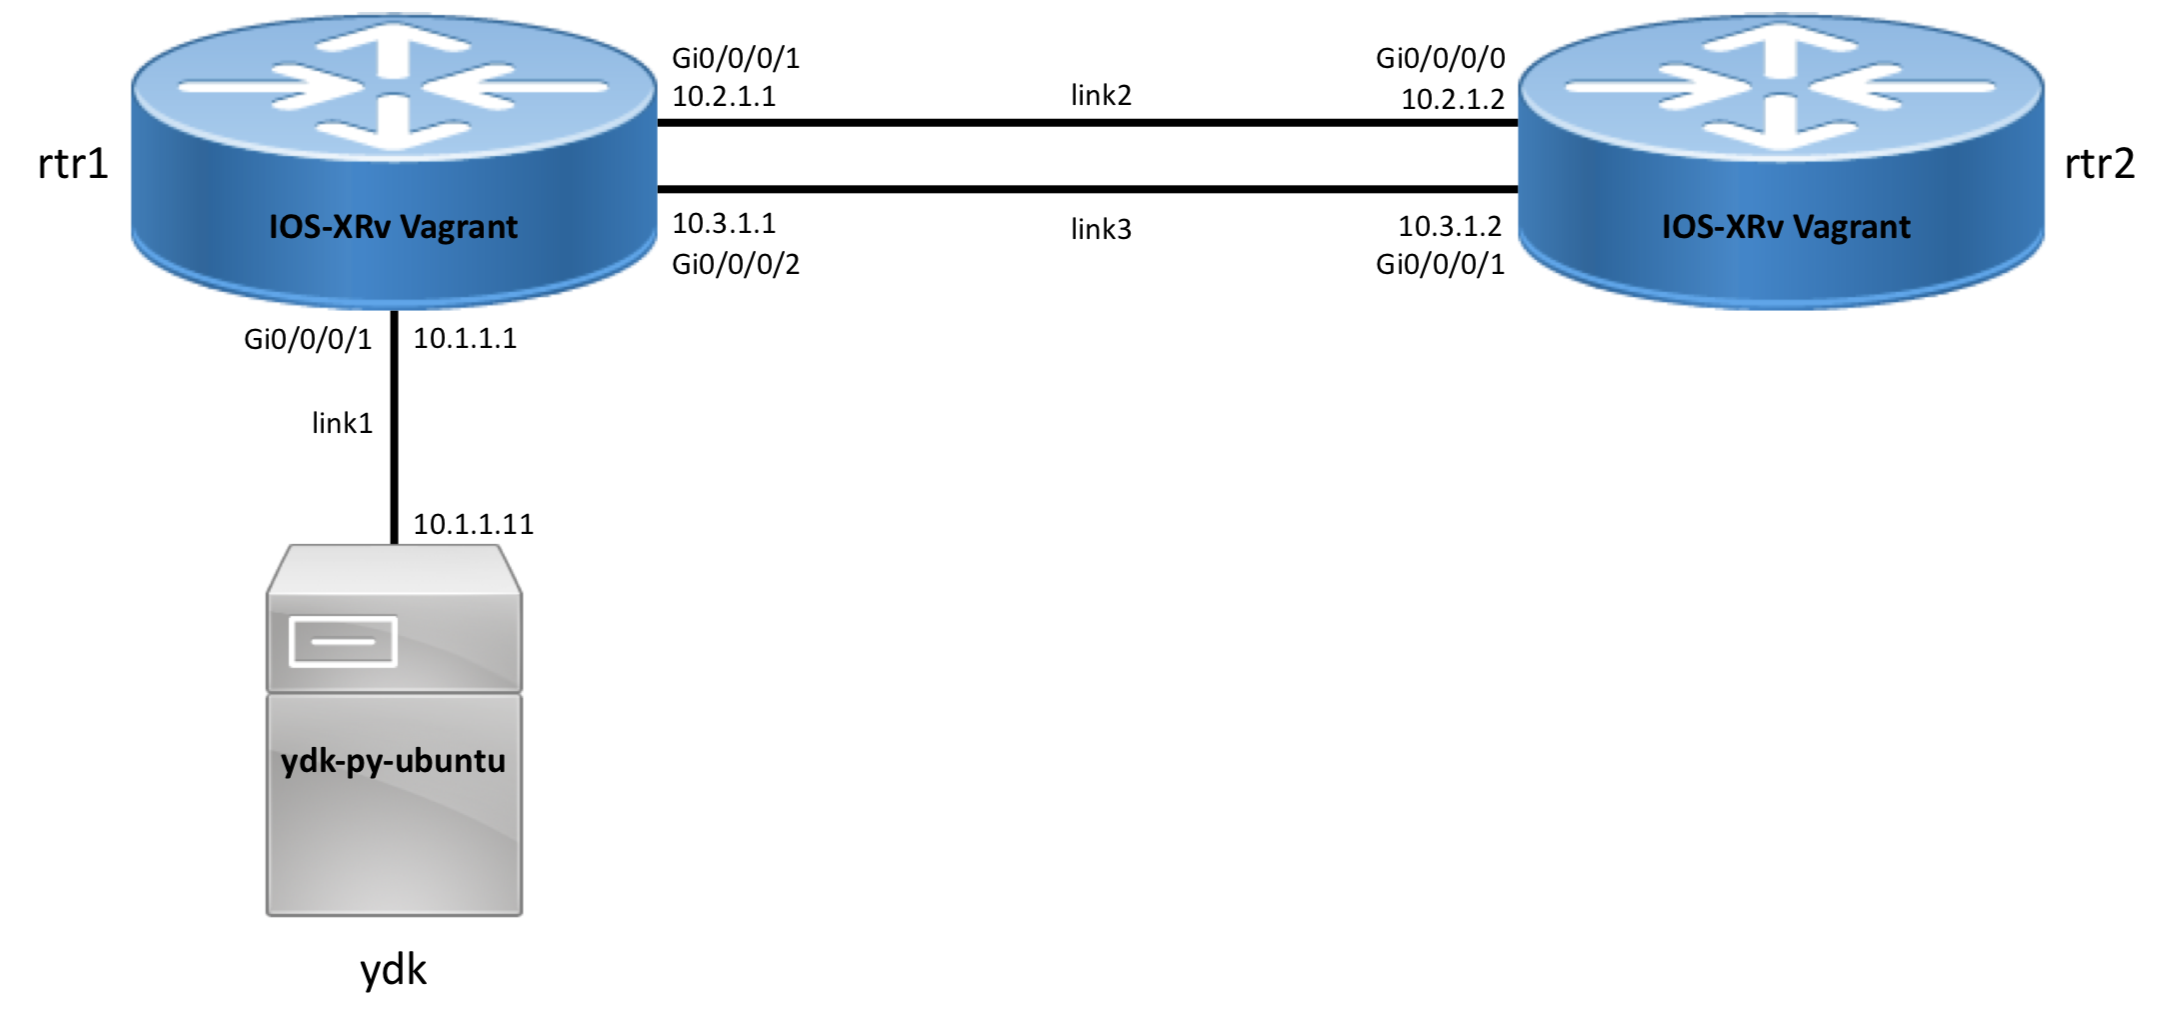 Gi0/0/0/1
10.2.1.1
link2
Gi0/0/0/0
10.2.1.2
rtr1
IOS-XRv Vagrant
10.3.1.1
Gi0/0/0/2
link3
10.3.1.2
Gi0/0/0/1
IOS-XRv Vagrant
rtr2
Gi0/0/0/1
10.1.1.1
link1
10.1.1.11
ydk-py-ubuntu
ydk